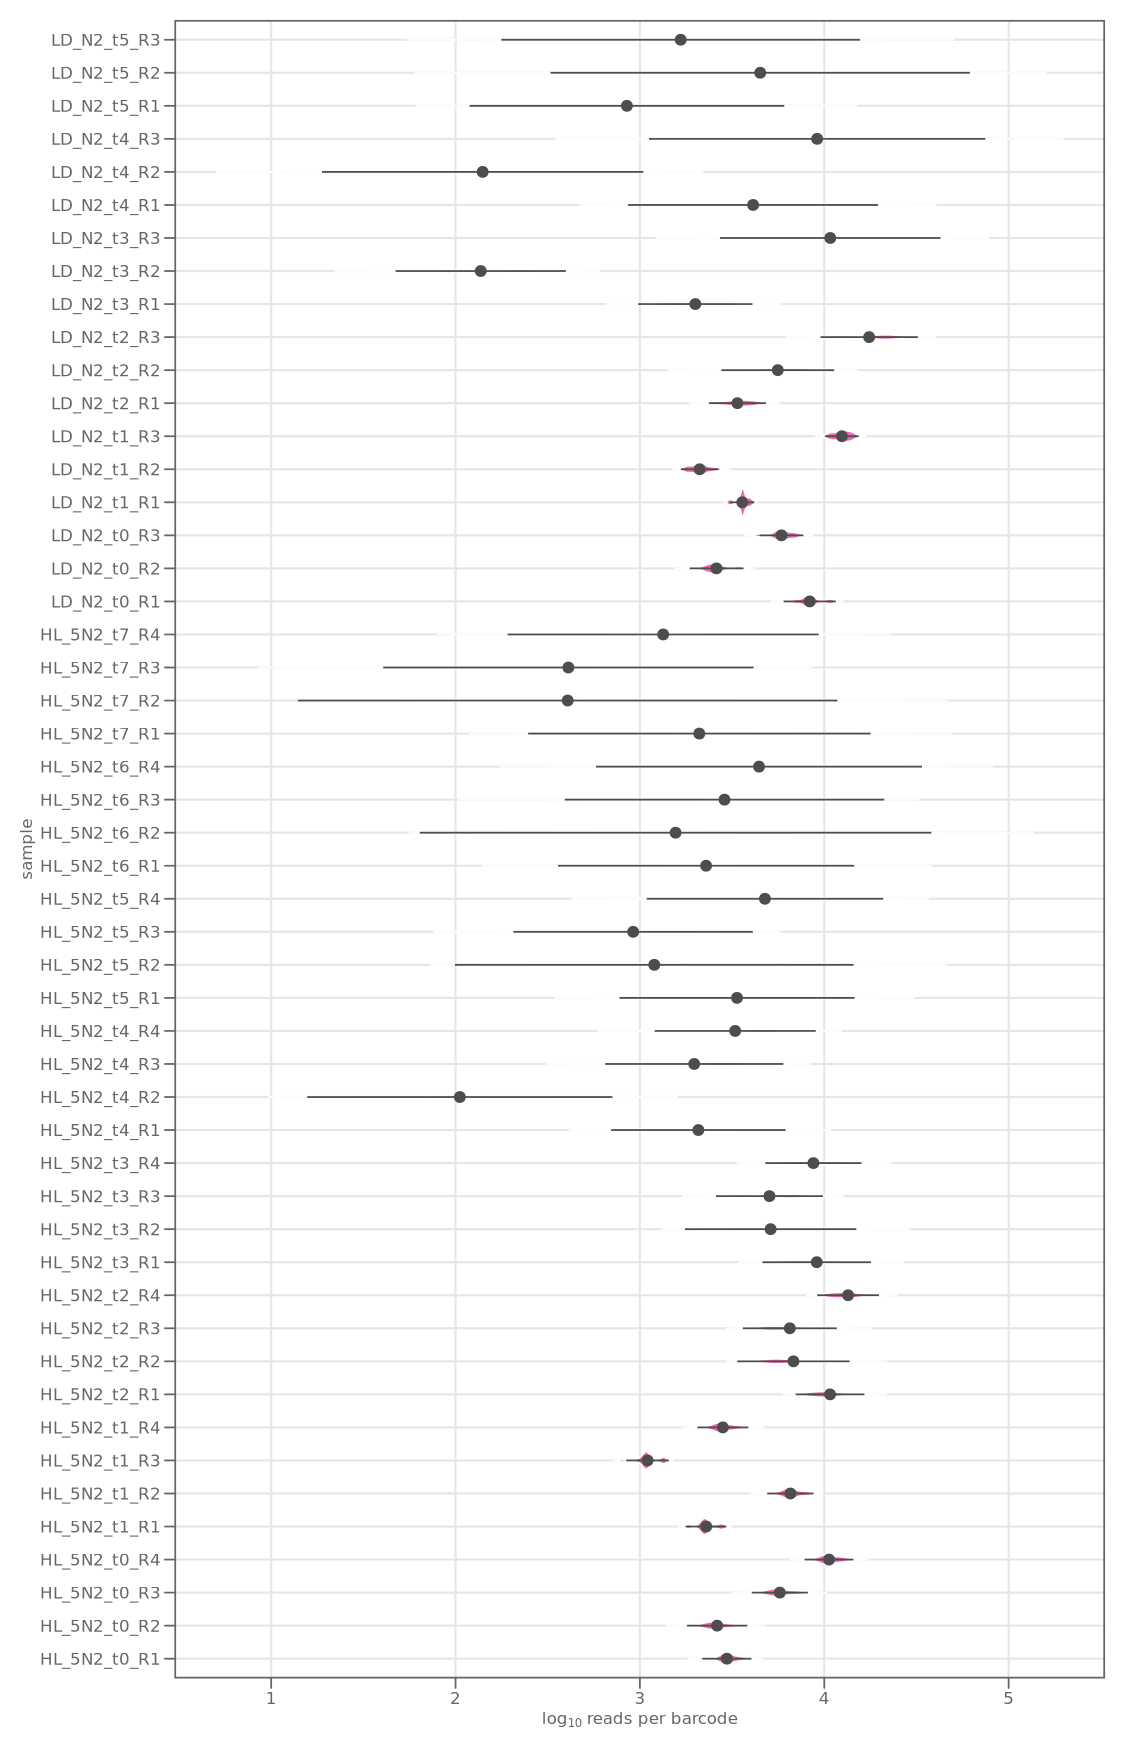 LD_N2_t5_R3
LD_N2_t5_R2
LD_N2_t5_R1
LD_N2_t4_R3
LD_N2_t4_R2
LD_N2_t4_R1
LD_N2_t3_R3
LD_N2_t3_R2
LD_N2_t3_R1
LD_N2_t2_R3
LD_N2_t2_R2
LD_N2_t2_R1
LD_N2_t1_R3
LD_N2_t1_R2
LD_N2_t1_R1
LD_N2_t0_R3
LD_N2_t0_R2
LD_N2_t0_R1
HL_5N2_t7_R4
HL_5N2_t7_R3
HL_5N2_t7_R2
HL_5N2_t7_R1
HL_5N2_t6_R4
HL_5N2_t6_R3
HL_5N2_t6_R2
HL_5N2_t6_R1
HL_5N2_t5_R4
HL_5N2_t5_R3
HL_5N2_t5_R2
HL_5N2_t5_R1
HL_5N2_t4_R4
HL_5N2_t4_R3
HL_5N2_t4_R2
HL_5N2_t4_R1
HL_5N2_t3_R4
HL_5N2_t3_R3
HL_5N2_t3_R2
HL_5N2_t3_R1
HL_5N2_t2_R4
HL_5N2_t2_R3
HL_5N2_t2_R2
HL_5N2_t2_R1
HL_5N2_t1_R4
HL_5N2_t1_R3
HL_5N2_t1_R2
HL_5N2_t1_R1
HL_5N2_t0_R4
HL_5N2_t0_R3
HL_5N2_t0_R2
HL_5N2_t0_R1
sample
1 2 3 4 5
log₁₀ reads per barcode